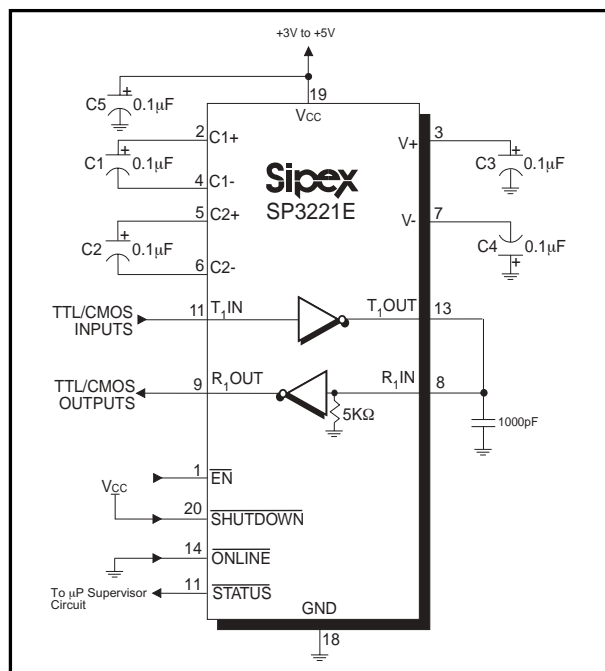 +3V to +5V
19
VCC
C5
+
0.1µF
2
C1+
V+
3
C1
+
0.1µF
C3
+
0.1µF
4
C1-
Sipex
SP3221E
5
C2+
V-
7
C2
+
0.1µF
C4
+
0.1µF
6
C2-
TTL/CMOS
INPUTS
11
T1IN
T1OUT
13
TTL/CMOS
OUTPUTS
9
R1OUT
R1IN
8
5KΩ
1000pF
1
EN
VCC
20
SHUTDOWN
14
ONLINE
To µP Supervisor
Circuit
11
STATUS
GND
18